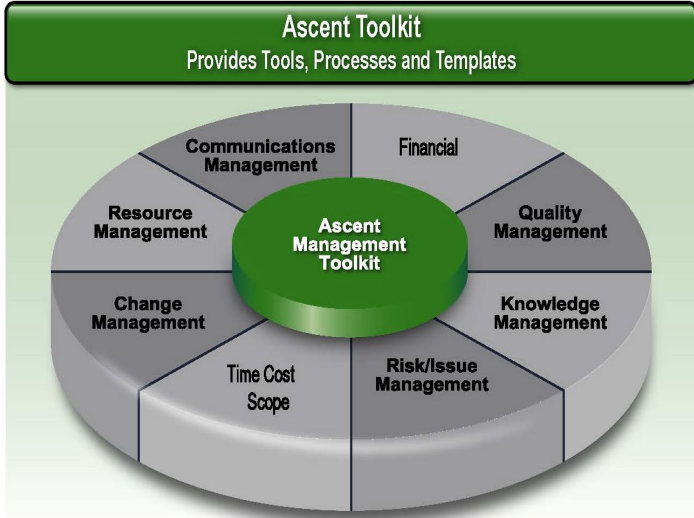 Ascent Toolkit
Provides Tools, Processes and Templates
Communications
Management
Financial
Resource
Management
Quality
Management
Ascent
Management
Toolkit
Change
Management
Knowledge
Management
Time Cost
Scope
Risk/Issue
Management